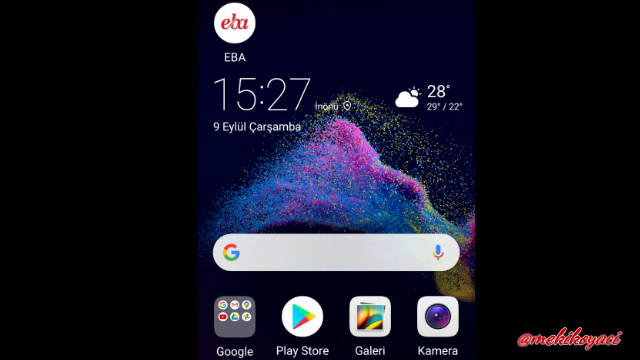 eba
EBA
15:27
İnönü
28°
29° / 22°
9 Eylül Çarşamba
Google
Play Store
Galeri
Kamera
@mekikoyaci